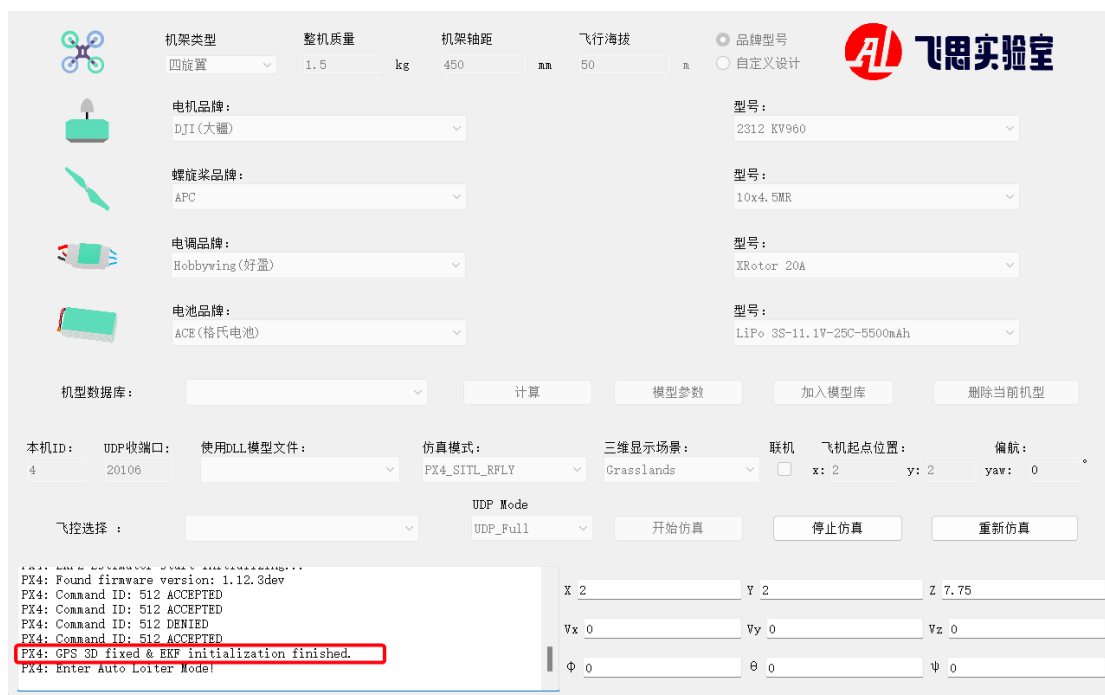 机架类型 整机质量 机架轴距 飞行海拔 品牌型号
四旋翼 1.5 kg 450 mm 50 m 自定义设计
飞思实验室
电机品牌: 型号:
DJI(大疆) 2312 KV960
螺旋桨品牌: 型号:
APC 10x4.5MR
电调品牌: 型号:
Hobbywing(好盈) XRotor 20A
电池品牌: 型号:
ACE(格氏电池) LiPo 3S-11.1V-25C-5500mAh
机型数据库: 计算 模型参数 加入模型库 删除当前机型
本机ID: UDP收端口: 使用DLL模型文件: 仿真模式: 三维显示场景: 联机 飞机起点位置: 偏航:
4 20106 PX4_SITL_RFLY Grasslands x: 2 y: 2 yaw: 0 °
UDP Mode
飞控选择 : UDP_Full 开始仿真 停止仿真 重新仿真
PX4: Found firmware version: 1.12.3dev
PX4: Command ID: 512 ACCEPTED
PX4: Command ID: 512 ACCEPTED
PX4: Command ID: 512 DENIED
PX4: Command ID: 512 ACCEPTED
PX4: GPS 3D fixed & EKF initialization finished.
PX4: Enter Auto Loiter Mode!
X 2 Y 2 Z 7.75
Vx 0 Vy 0 Vz 0
Φ 0 θ 0 ψ 0